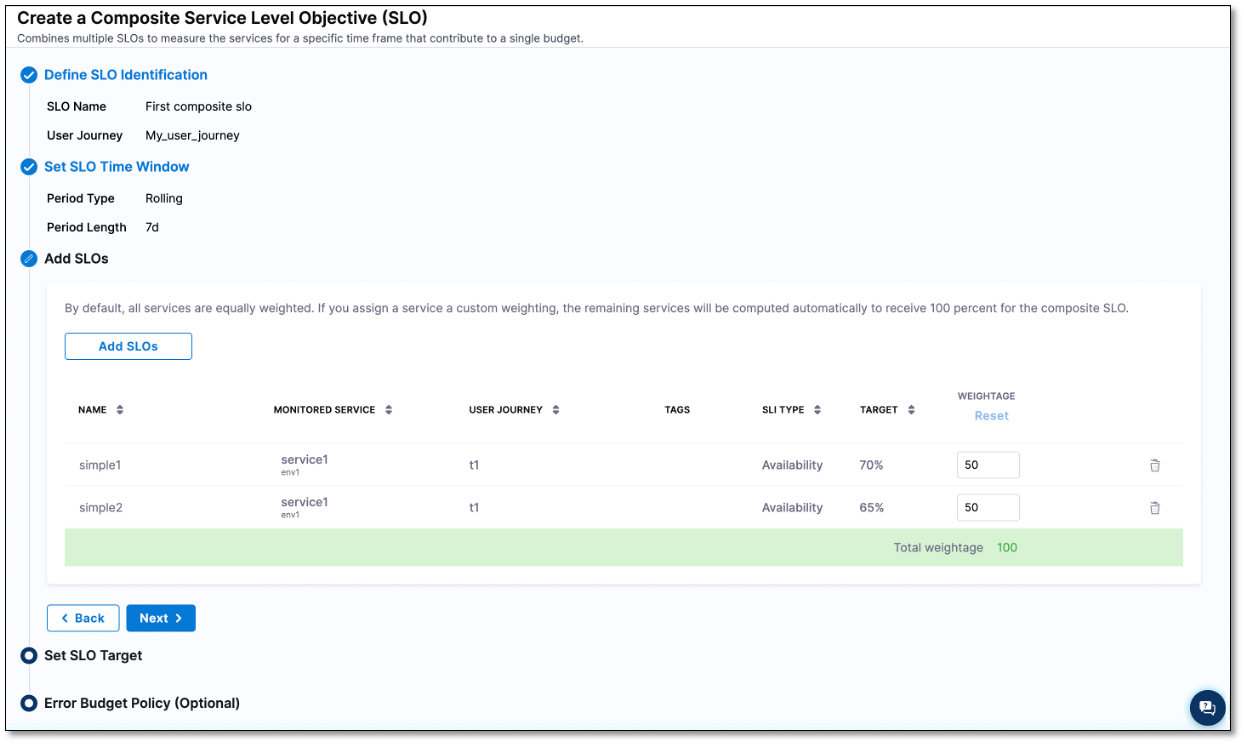 Create a Composite Service Level Objective (SLO)
Combines multiple SLOs to measure the services for a specific time frame that contribute to a single budget.
Define SLO Identification
SLO Name First composite slo
User Journey My_user_journey
Set SLO Time Window
Period Type Rolling
Period Length 7d
Add SLOs
By default, all services are equally weighted. If you assign a service a custom weighting, the remaining services will be computed automatically to receive 100 percent for the composite SLO.
Add SLOs
NAME MONITORED SERVICE USER JOURNEY TAGS SLI TYPE TARGET WEIGHTAGE
Reset
simple1 service1 t1 Availability 70% 50
env1
simple2 service1 t1 Availability 65% 50
env1
Total weightage 100
Back Next
Set SLO Target
Error Budget Policy (Optional)